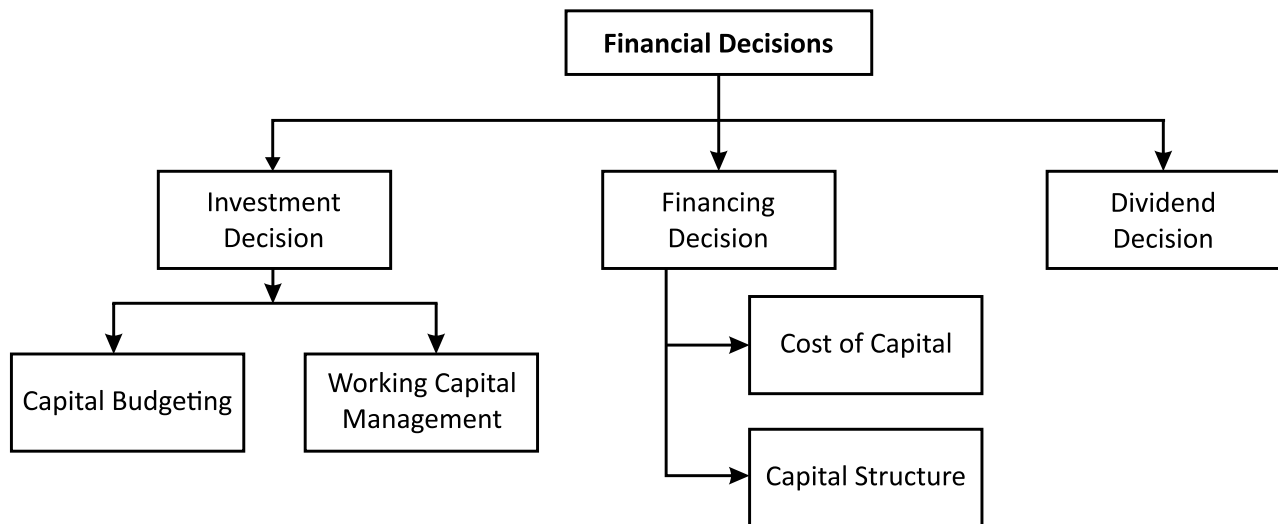 Financial Decisions
Investment
Decision
Financing
Decision
Dividend
Decision
Capital Budgeting
Working Capital
Management
Cost of Capital
Capital Structure